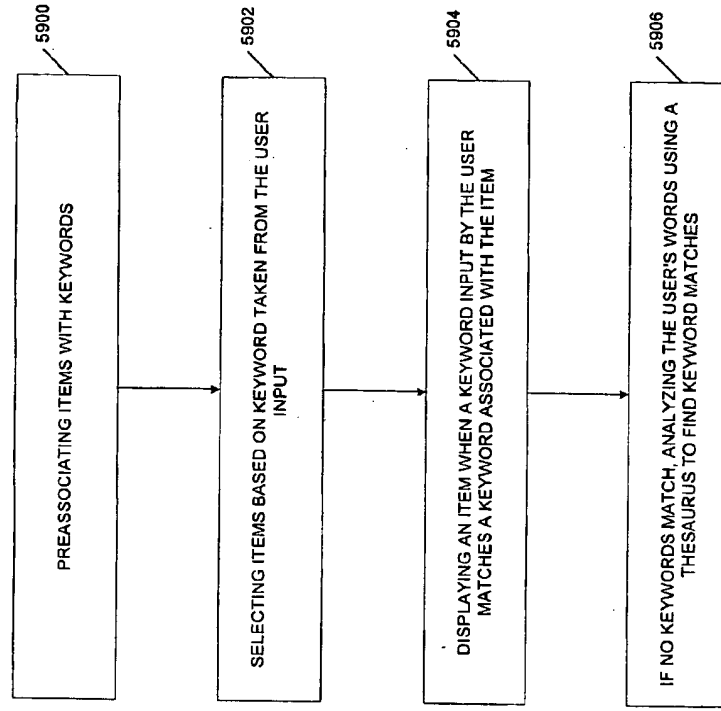 5900
PREASSOCIATING ITEMS WITH KEYWORDS
5902
SELECTING ITEMS BASED ON KEYWORD TAKEN FROM THE USER
INPUT
5904
DISPLAYING AN ITEM WHEN A KEYWORD INPUT BY THE USER
MATCHES A KEYWORD ASSOCIATED WITH THE ITEM
5906
IF NO KEYWORDS MATCH, ANALYZING THE USER'S WORDS USING A
THESAURUS TO FIND KEYWORD MATCHES